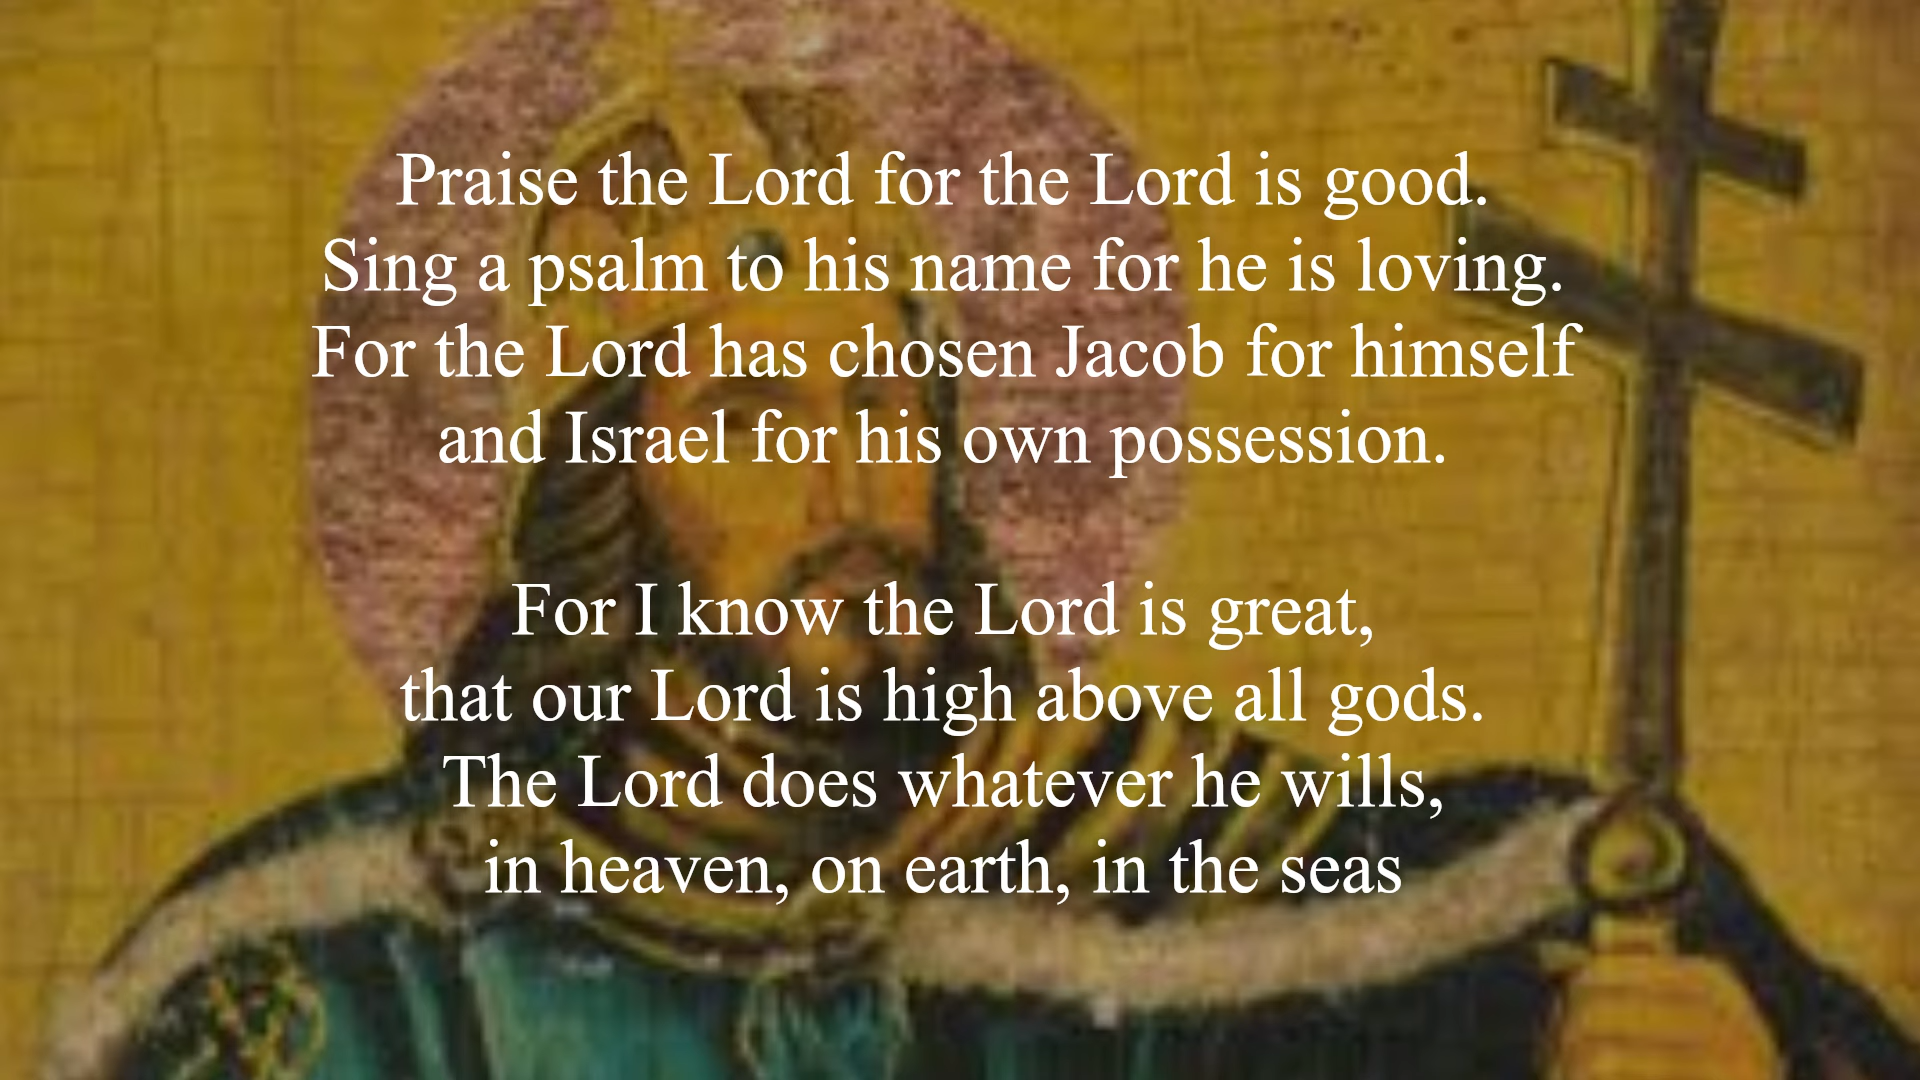 Praise the Lord for the Lord is good.
Sing a psalm to his name for he is loving.
For the Lord has chosen Jacob for himself
and Israel for his own possession.
For I know the Lord is great,
that our Lord is high above all gods.
The Lord does whatever he wills,
in heaven, on earth, in the seas